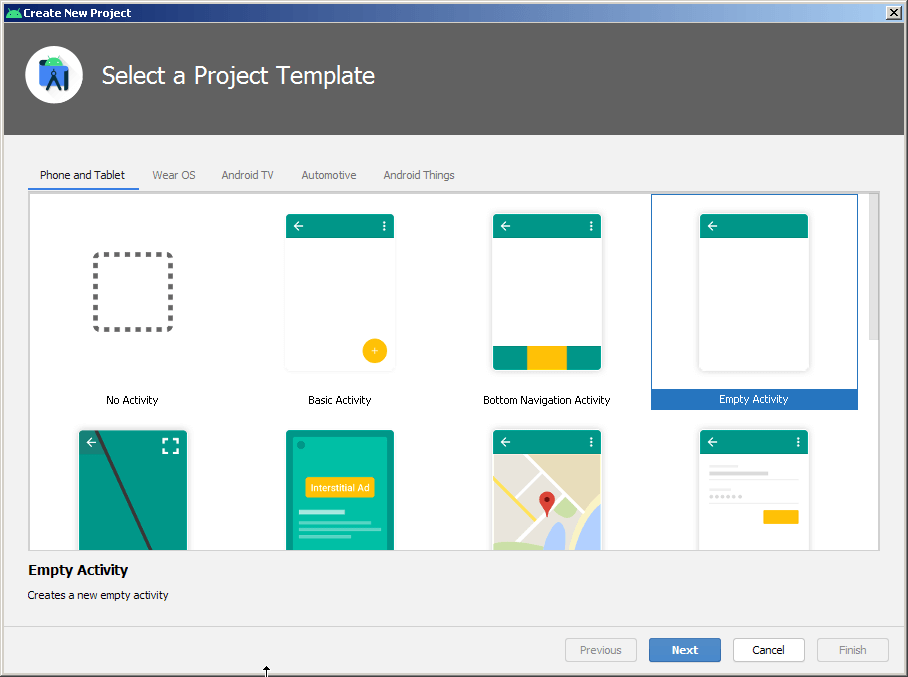 Create New Project
Select a Project Template
Phone and Tablet Wear OS Android TV Automotive Android Things
No Activity Basic Activity Bottom Navigation Activity Empty Activity
Interstitial Ad
Empty Activity
Creates a new empty activity
Previous Next Cancel Finish